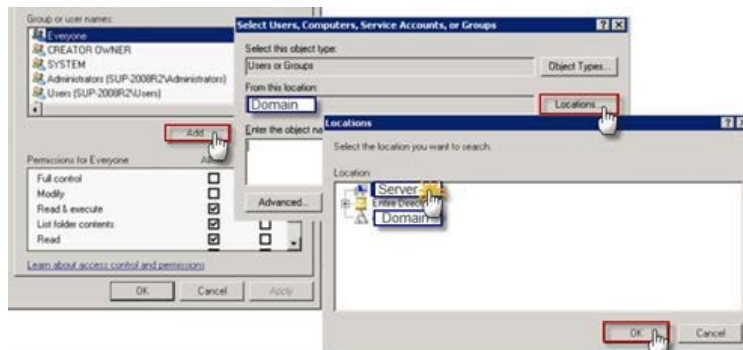 Group or user names:
Everyone
CREATOR OWNER
SYSTEM
Administrators (SUP-2008R2\Administrators)
Users (SUP-2008R2\Users)
Add
Permissions for Everyone
Full control
Modify
Read & execute
List folder contents
Read
Learn about access control and permissions
OK Cancel Apply
Select Users, Computers, Service Accounts, or Groups
Select this object type:
Users or Groups
Object Types...
From this location:
Domain
Locations...
Enter the object na
Advanced...
Locations
Select the location you want to search.
Location:
Server
Entire Direc
Domain
OK Cancel